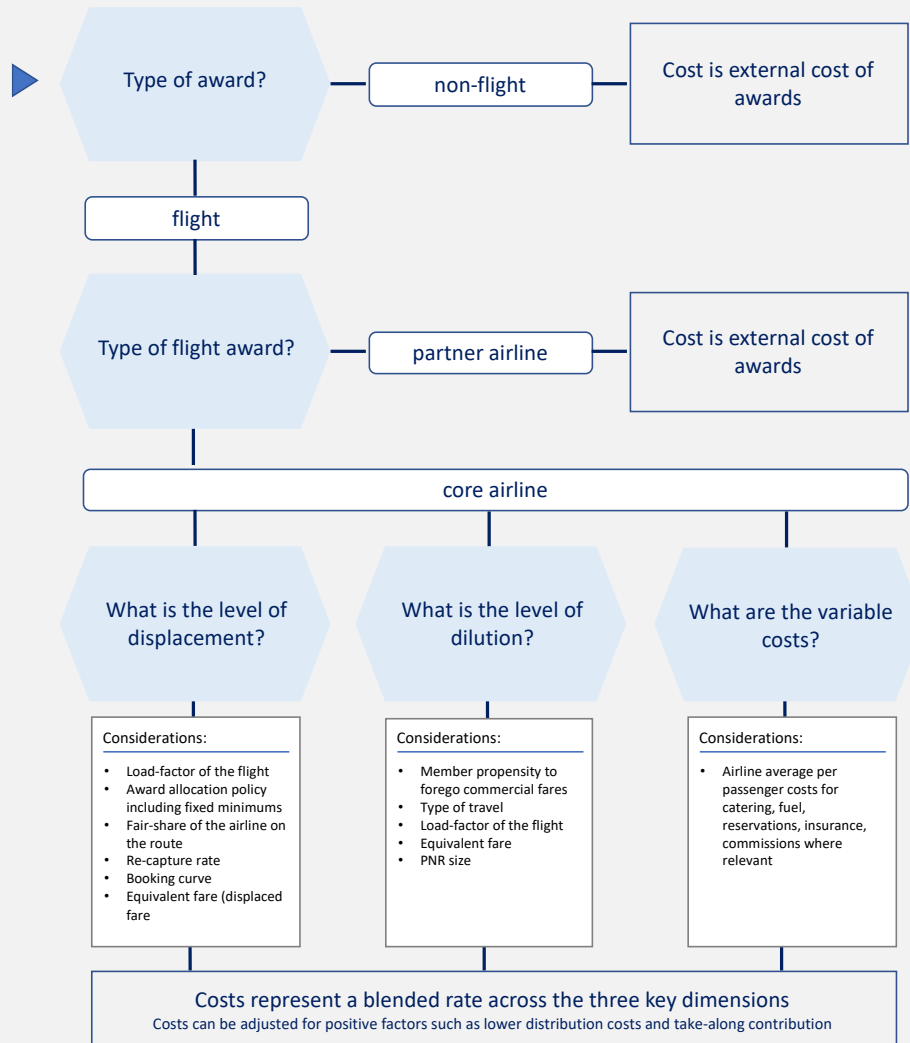 Type of award?
non-flight
Cost is external cost of
awards
flight
Type of flight award?
partner airline
Cost is external cost of
awards
core airline
What is the level of
displacement?
What is the level of
dilution?
What are the variable
costs?
Considerations:
• Load-factor of the flight
• Award allocation policy
including fixed minimums
• Fair-share of the airline on
the route
• Re-capture rate
• Booking curve
• Equivalent fare (displaced
fare
Considerations:
• Member propensity to
forego commercial fares
• Type of travel
• Load-factor of the flight
• Equivalent fare
• PNR size
Considerations:
• Airline average per
passenger costs for
catering, fuel,
reservations, insurance,
commissions where
relevant
Costs represent a blended rate across the three key dimensions
Costs can be adjusted for positive factors such as lower distribution costs and take-along contribution